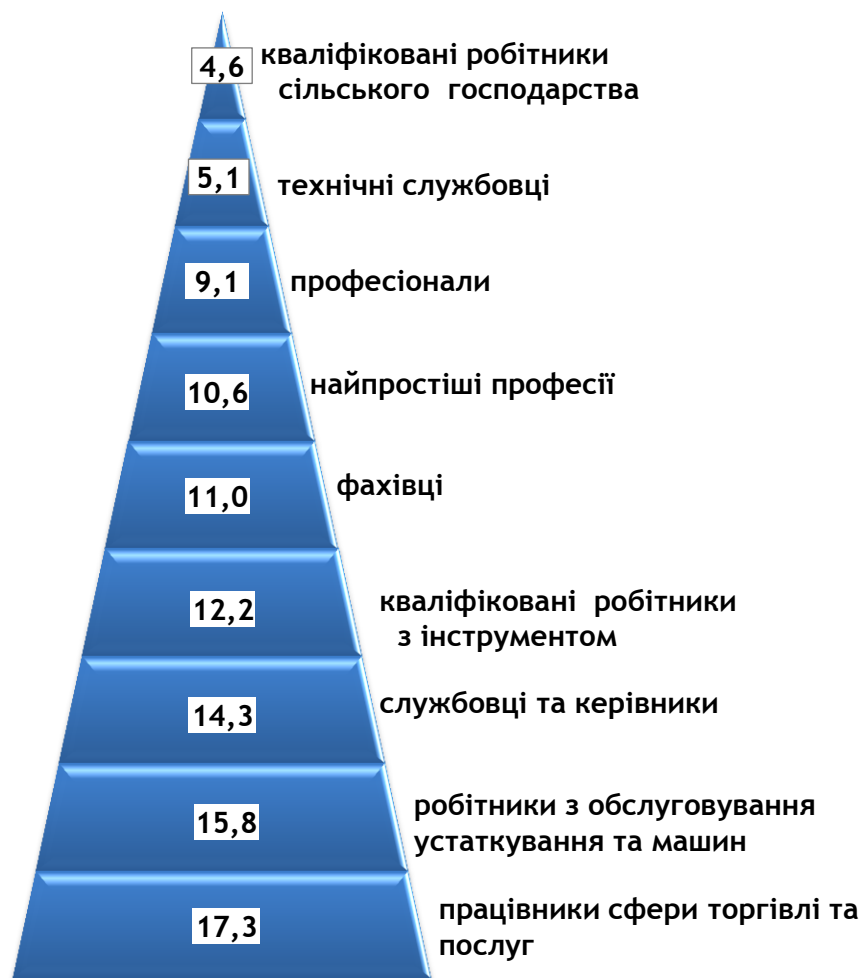 4,6
кваліфіковані робітники
сільського господарства
5,1
технічні службовці
9,1
професіонали
10,6
найпростіші професії
11,0
фахівці
12,2
кваліфіковані робітники
з інструментом
14,3
службовці та керівники
15,8
робітники з обслуговування
устаткування та машин
17,3
працівники сфери торгівлі та
послуг